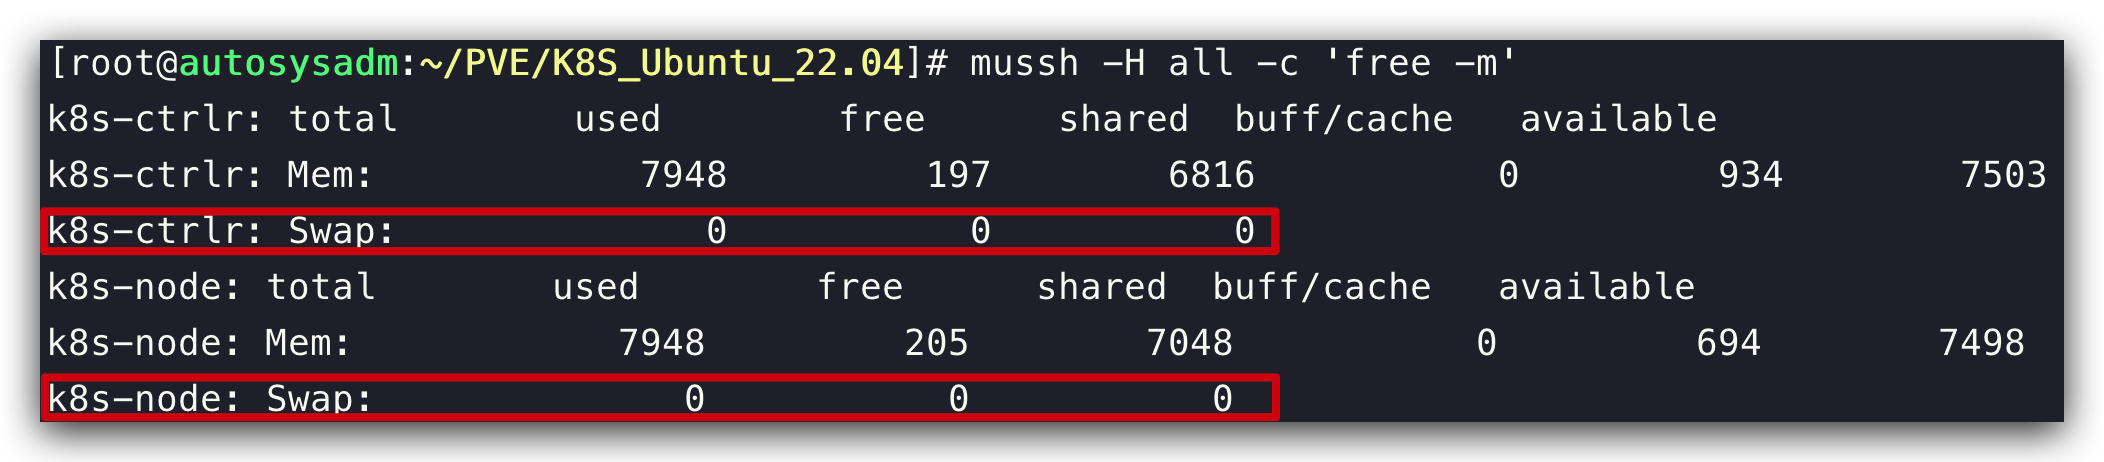 [root@autosysadm:~/PVE/K8S_Ubuntu_22.04]# mussh -H all -c 'free -m'
k8s-ctrlr: total        used        free      shared  buff/cache   available
k8s-ctrlr: Mem:            7948         197        6816           0         934        7503
k8s-ctrlr: Swap:              0           0           0
k8s-node: total        used        free      shared  buff/cache   available
k8s-node: Mem:            7948         205        7048           0         694        7498
k8s-node: Swap:              0           0           0